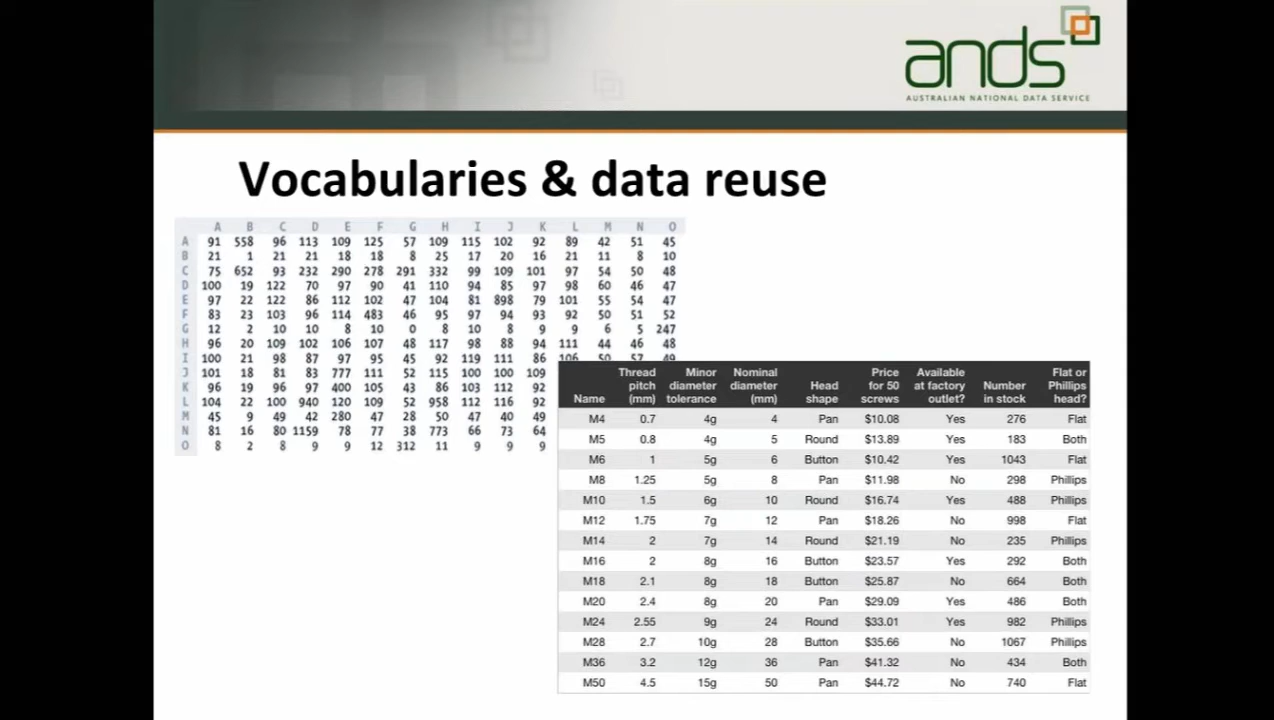 ands
AUSTRALIAN NATIONAL DATA SERVICE
Vocabularies & data reuse
A B C D E F G H I J K L M N O
A 91 558 96 113 109 125 57 109 115 102 92 89 42 51 45
B 21 1 21 21 18 18 8 25 17 20 16 21 11 8 10
C 75 652 93 232 290 278 291 332 99 109 101 97 54 50 48
D 100 19 122 70 97 90 41 110 94 85 97 98 60 46 47
E 97 22 122 86 112 102 47 104 81 898 79 101 55 54 47
F 83 23 103 96 114 483 46 95 97 94 93 92 50 51 52
G 12 2 10 10 8 10 0 8 10 8 9 9 6 5 247
H 96 20 109 102 106 107 48 117 98 88 94 111 44 46 48
I 100 21 98 87 97 95 45 92 119 111 86 106 50 57 49
J 101 18 81 83 777 111 52 115 100 100 109
K 96 19 96 97 400 105 43 86 103 112 92
L 104 22 100 940 120 109 52 958 112 116 92
M 45 9 49 42 280 47 28 50 47 40 49
N 81 16 80 1159 78 77 38 773 66 73 64
O 8 2 8 9 9 12 312 11 9 9 9
Thread Minor Nominal Price Available Flat or
pitch diameter diameter Head for 50 at factory Number Phillips
Name (mm) tolerance (mm) shape screws outlet? in stock head?
M4 0.7 4g 4 Pan $10.08 Yes 276 Flat
M5 0.8 4g 5 Round $13.89 Yes 183 Both
M6 1 5g 6 Button $10.42 Yes 1043 Flat
M8 1.25 5g 8 Pan $11.98 No 298 Phillips
M10 1.5 6g 10 Round $16.74 Yes 488 Phillips
M12 1.75 7g 12 Pan $18.26 No 998 Flat
M14 2 7g 14 Round $21.19 No 235 Phillips
M16 2 8g 16 Button $23.57 Yes 292 Both
M18 2.1 8g 18 Button $25.87 No 664 Both
M20 2.4 8g 20 Pan $29.09 Yes 486 Both
M24 2.55 9g 24 Round $33.01 Yes 982 Phillips
M28 2.7 10g 28 Button $35.66 No 1067 Phillips
M36 3.2 12g 36 Pan $41.32 No 434 Both
M50 4.5 15g 50 Pan $44.72 No 740 Flat